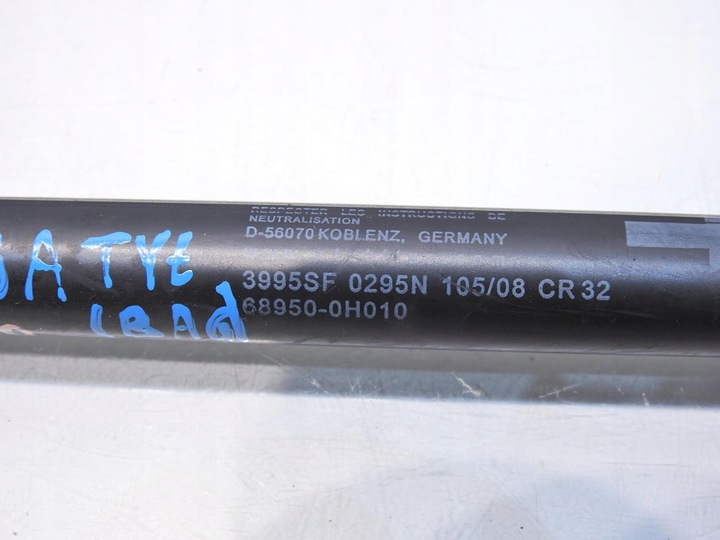 RESPECTER LES INSTRUCTIONS DE
NEUTRALISATION
D-56070 KOBLENZ, GERMANY
3995SF 0295N 105/08 CR32
68950-0H010
A TYŁ